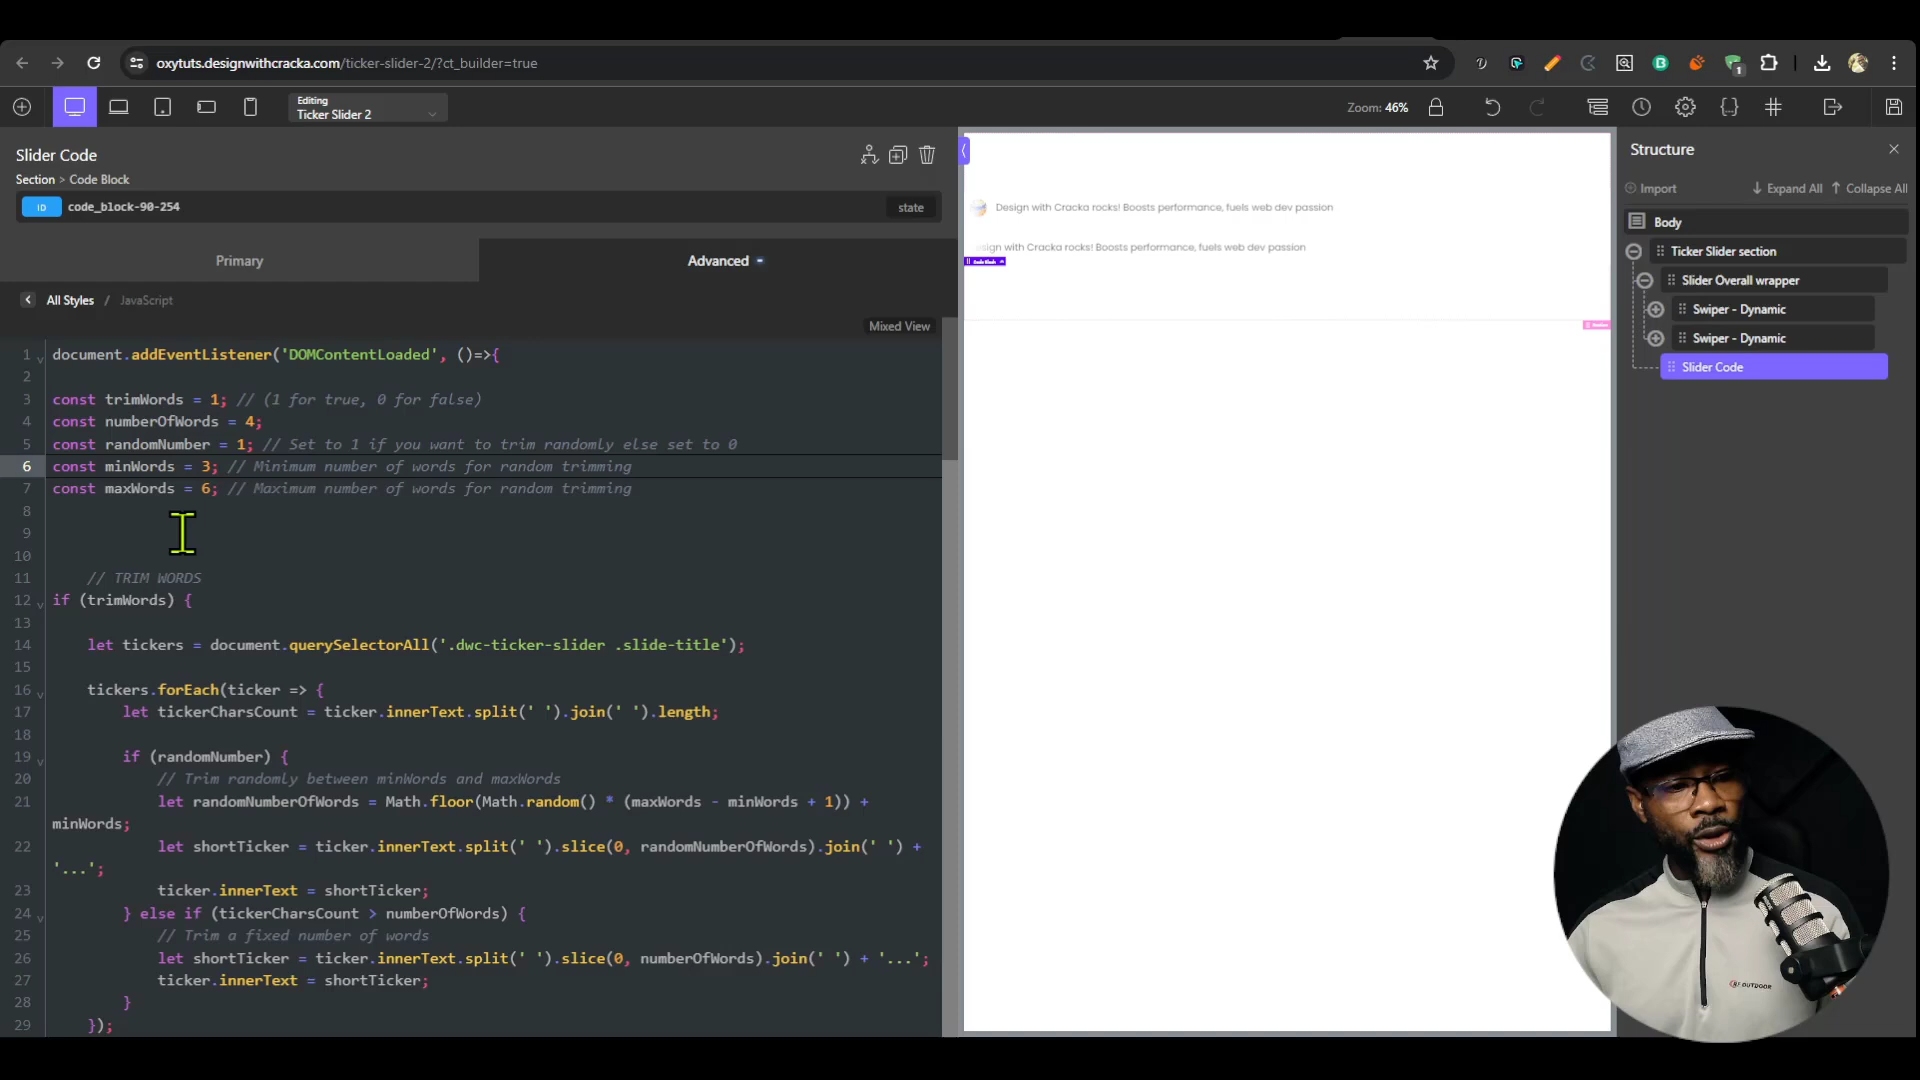 oxytuts.designwithcracka.com/ticker-slider-2/?ct_builder=true
1
Editing
Ticker Slider 2
Zoom: 46%
Slider Code
Section > Code Block
ID code_block-90-254 state
Primary
Advanced
All Styles / JavaScript
Mixed View
1 document.addEventListener('DOMContentLoaded', ()=>{
2
3 const trimWords = 1; // (1 for true, 0 for false)
4 const numberOfWords = 4;
5 const randomNumber = 1; // Set to 1 if you want to trim randomly else set to 0
6 const minWords = 3; // Minimum number of words for random trimming
7 const maxWords = 6; // Maximum number of words for random trimming
8
9
10
11 // TRIM WORDS
12 if (trimWords) {
13
14 let tickers = document.querySelectorAll('.dwc-ticker-slider .slide-title');
15
16 tickers.forEach(ticker => {
17 let tickerCharsCount = ticker.innerText.split(' ').join(' ').length;
18
19 if (randomNumber) {
20 // Trim randomly between minWords and maxWords
21 let randomNumberOfWords = Math.floor(Math.random() * (maxWords - minWords + 1)) +
minWords;
22 let shortTicker = ticker.innerText.split(' ').slice(0, randomNumberOfWords).join(' ') +
'...';
23 ticker.innerText = shortTicker;
24 } else if (tickerCharsCount > numberOfWords) {
25 // Trim a fixed number of words
26 let shortTicker = ticker.innerText.split(' ').slice(0, numberOfWords).join(' ') + '...';
27 ticker.innerText = shortTicker;
28 }
29 });
Design with Cracka rocks! Boosts performance, fuels web dev passion
sign with Cracka rocks! Boosts performance, fuels web dev passion
Code Block
Structure
Import
Expand All
Collapse All
Body
Ticker Slider section
Slider Overall wrapper
Swiper - Dynamic
Swiper - Dynamic
Slider Code
OUTDOOR